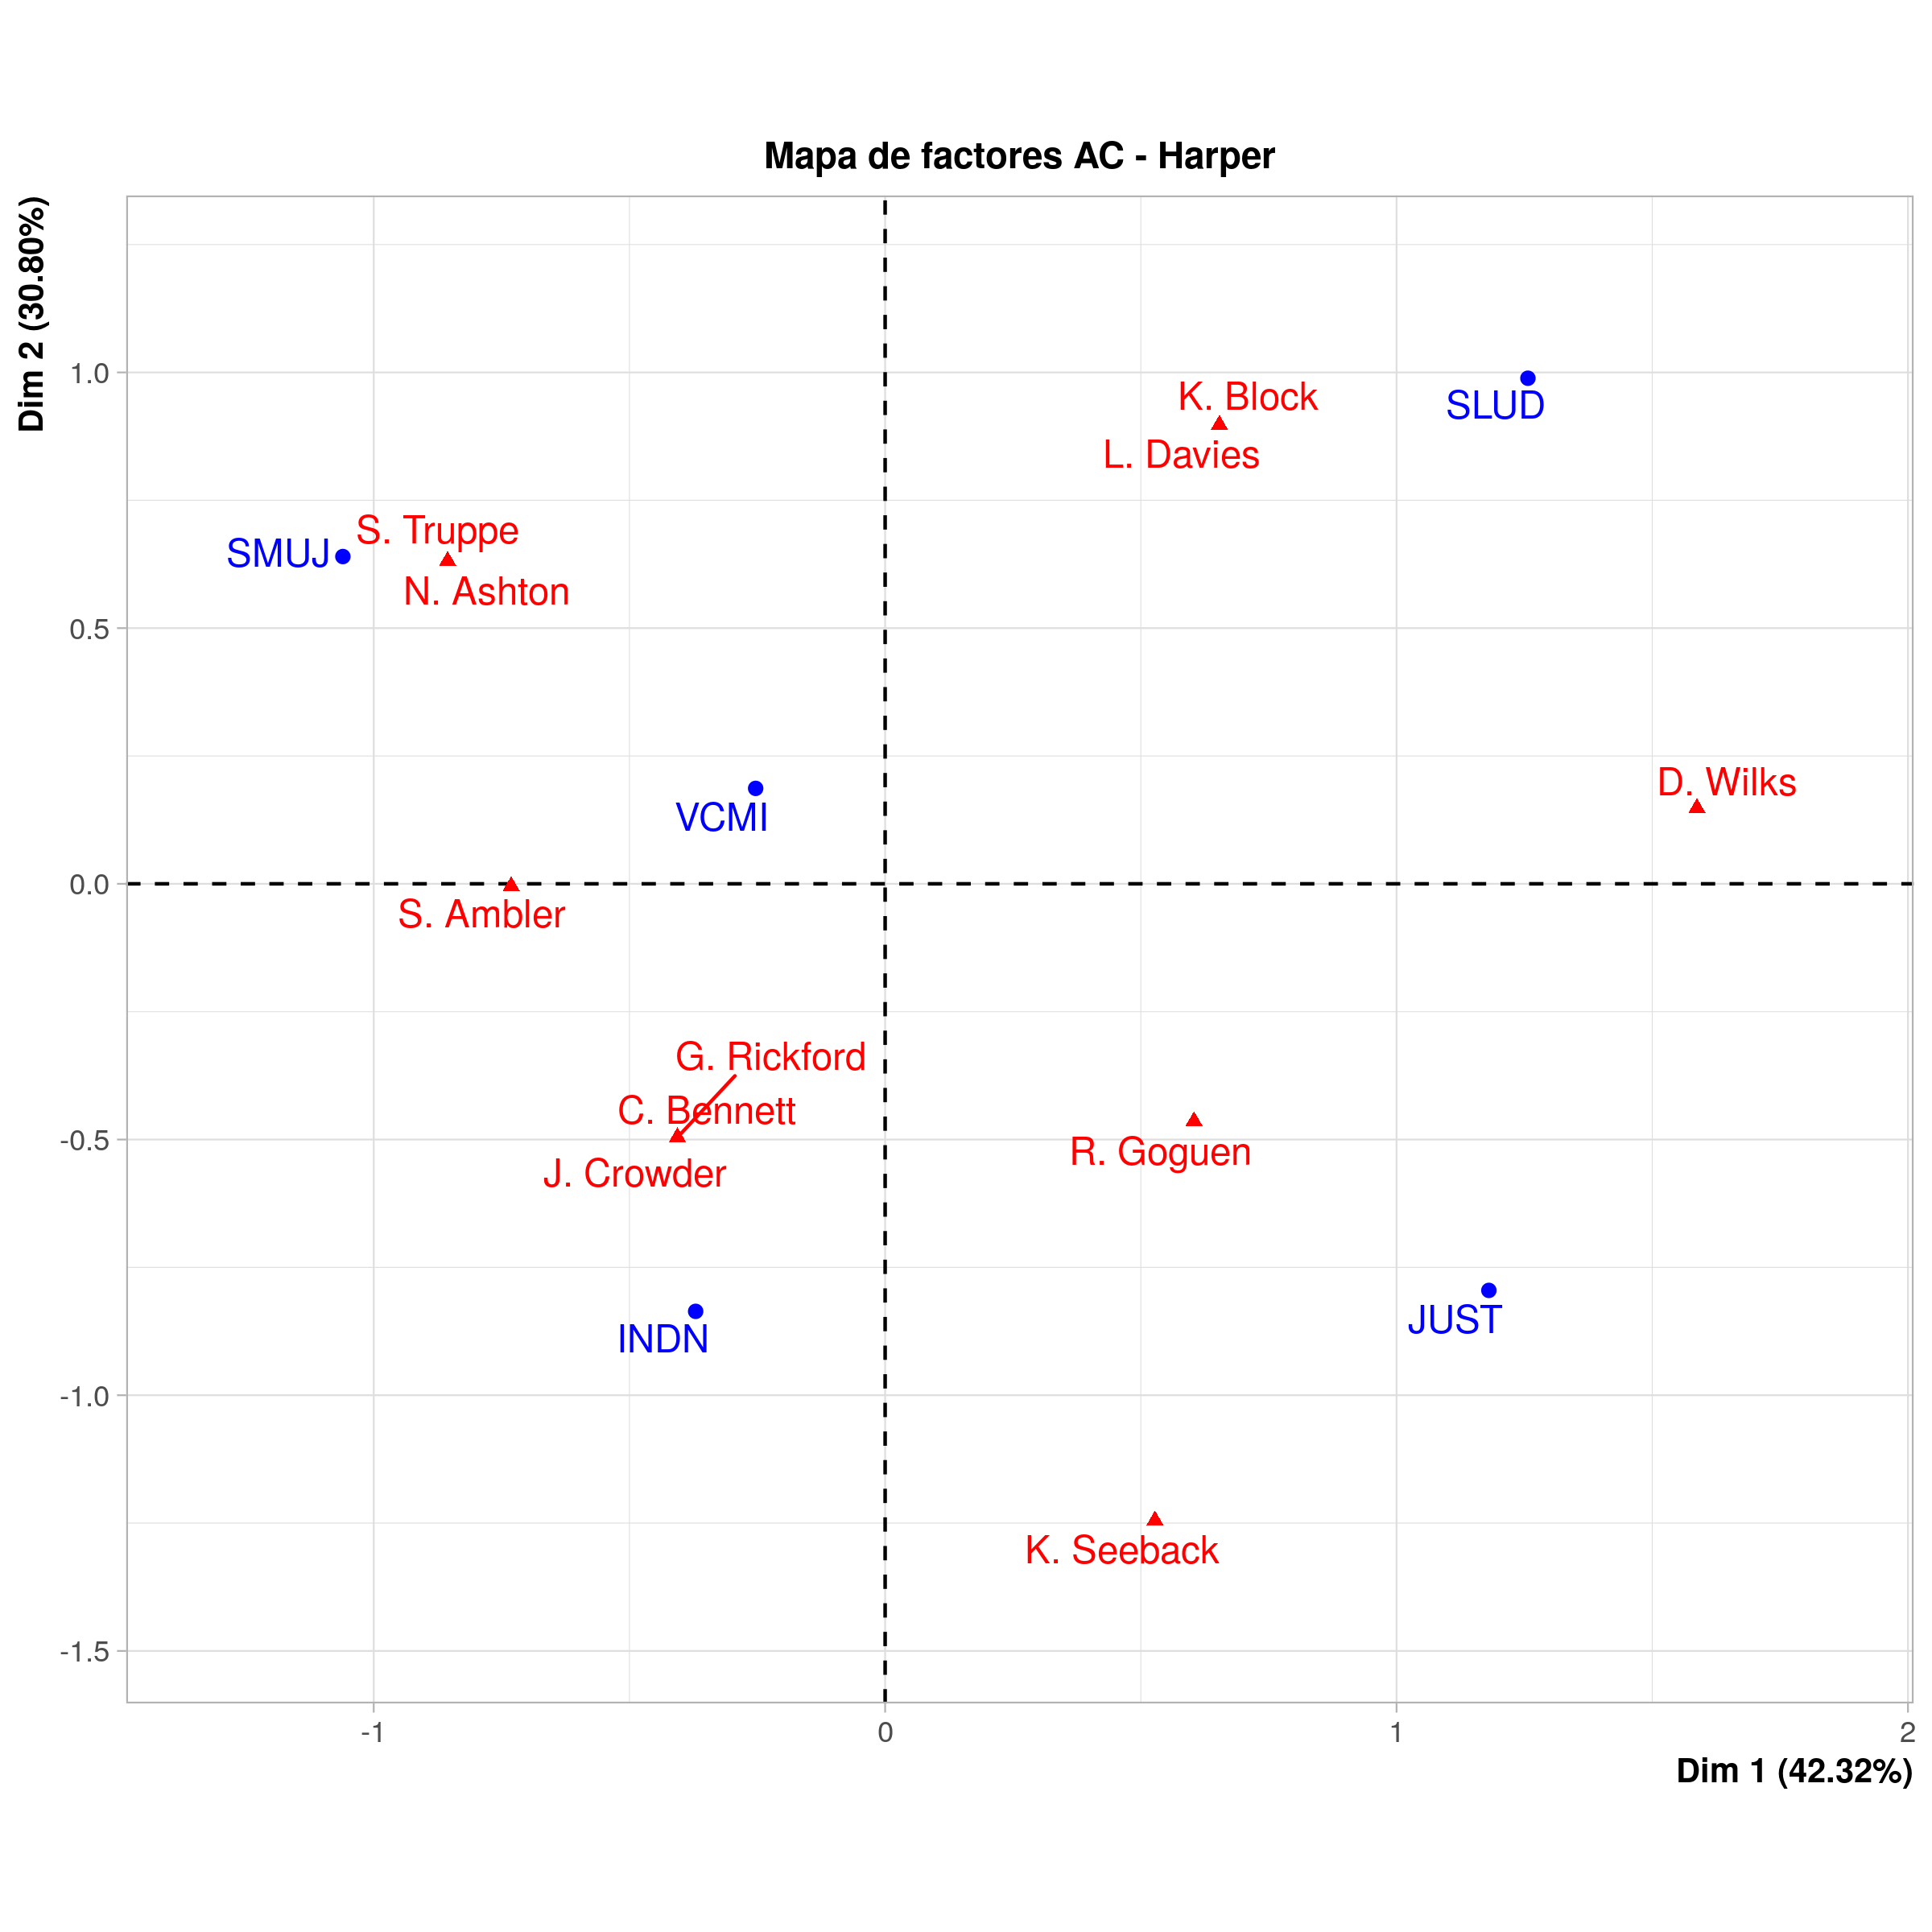 Mapa de factores AC - Harper
Dim 2 (30.80%)
1.0
0.5
0.0
-0.5
-1.0
-1.5
K. Block
SLUD
L. Davies
S. Truppe
SMUJ
N. Ashton
D. Wilks
VCMI
S. Ambler
G. Rickford
C. Bennett
R. Goguen
J. Crowder
JUST
INDN
K. Seeback
-1
0
1
2
Dim 1 (42.32%)